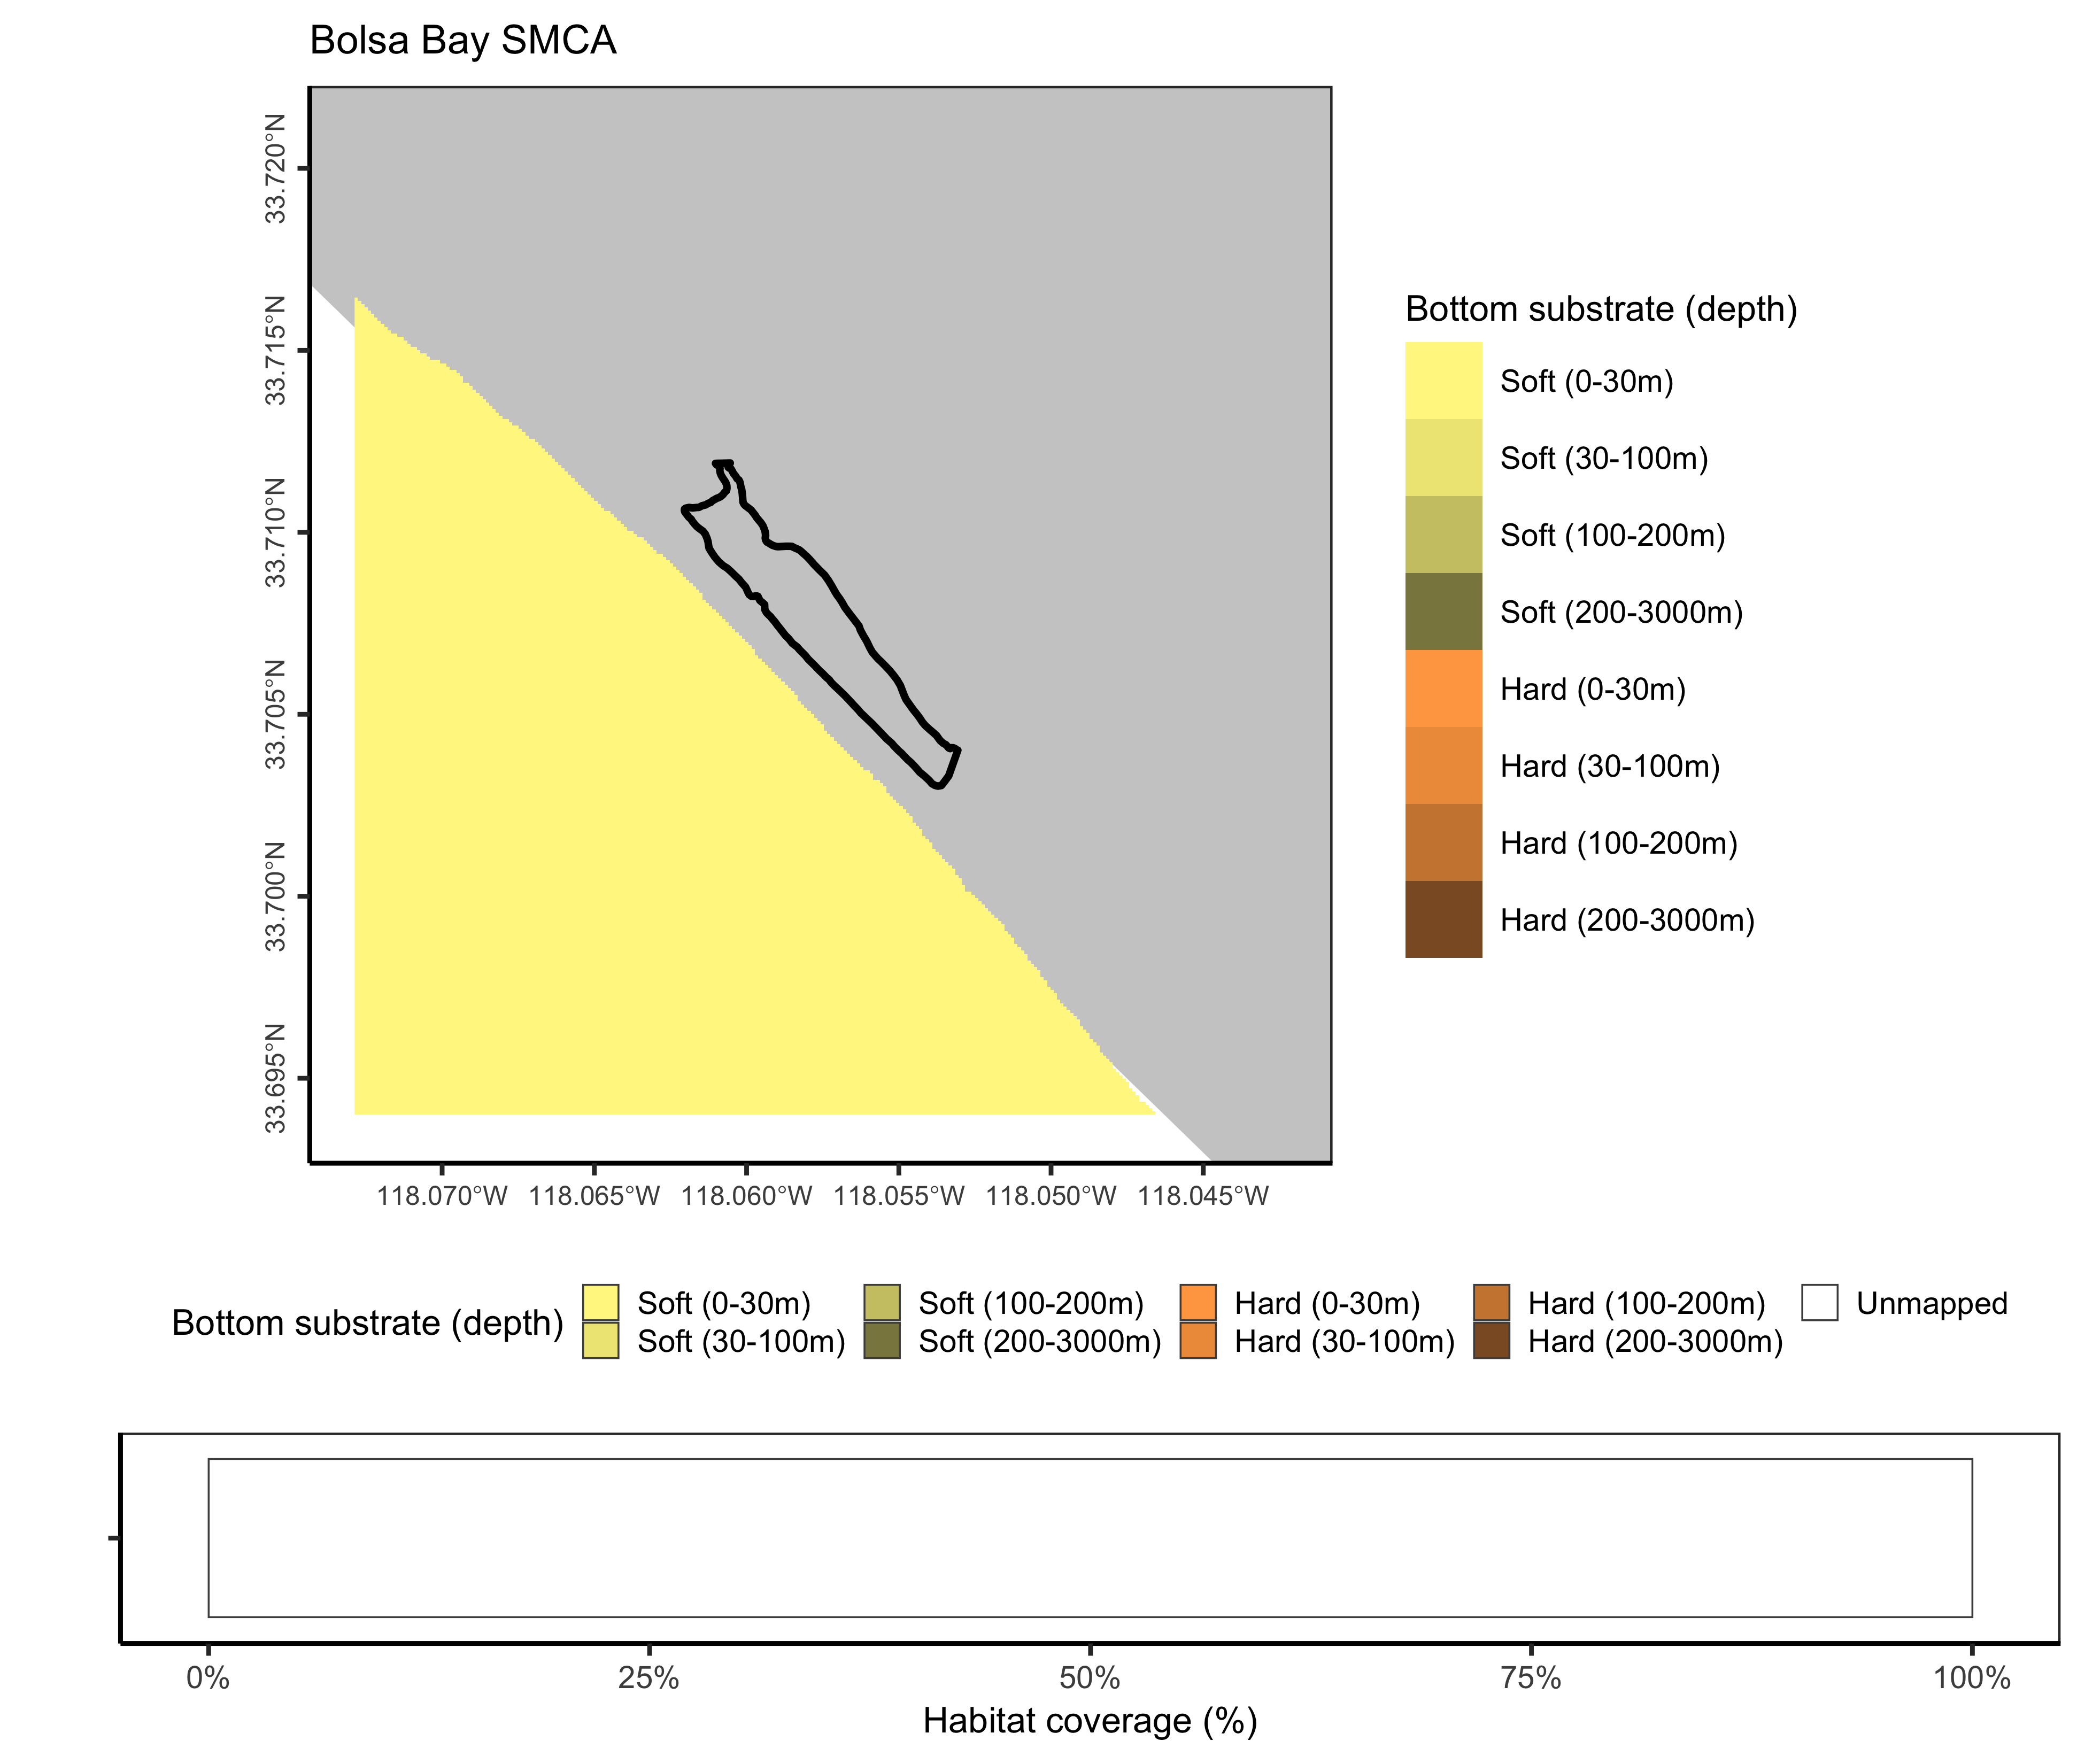 Bolsa Bay SMCA
33.720°N
33.715°N
33.710°N
33.705°N
33.700°N
33.695°N
118.070°W 118.065°W 118.060°W 118.055°W 118.050°W 118.045°W
Bottom substrate (depth)
Soft (0-30m)
Soft (30-100m)
Soft (100-200m)
Soft (200-3000m)
Hard (0-30m)
Hard (30-100m)
Hard (100-200m)
Hard (200-3000m)
Bottom substrate (depth)
Soft (0-30m) Soft (100-200m) Hard (0-30m) Hard (100-200m) Unmapped
Soft (30-100m) Soft (200-3000m) Hard (30-100m) Hard (200-3000m)
0% 25% 50% 75% 100%
Habitat coverage (%)